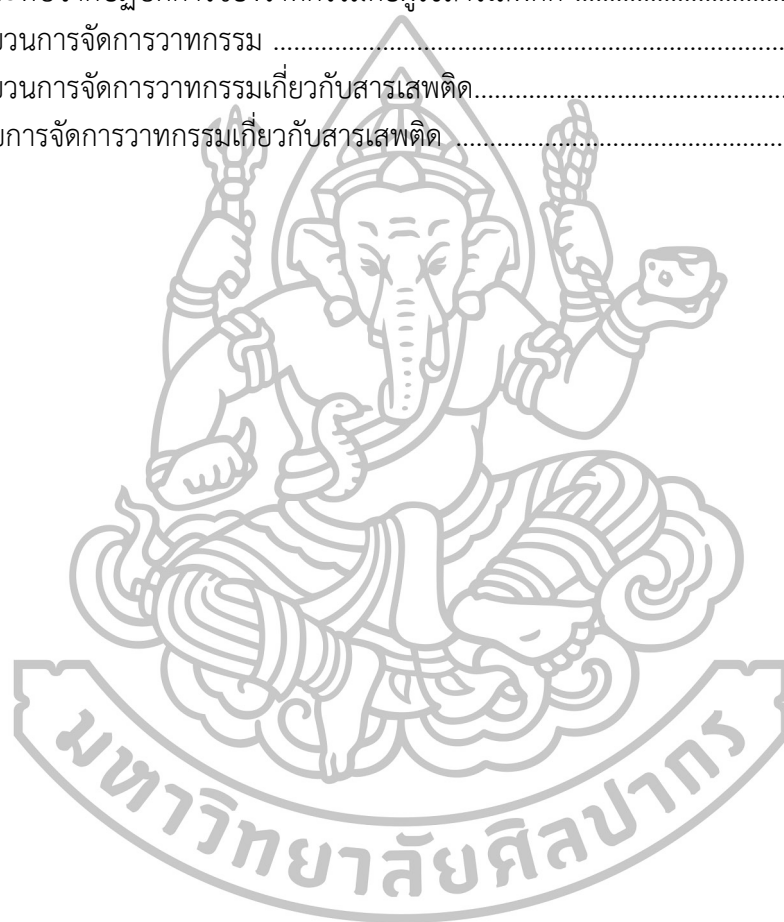 บวนการจัดการวาทกรรม ........................................................................
บวนการจัดการวาทกรรมเกี่ยวกับสารเสพติด............................................
บการจัดการวาทกรรมเกี่ยวกับสารเสพติด ..............................................
มหาวิทยาลัยศิลปากร